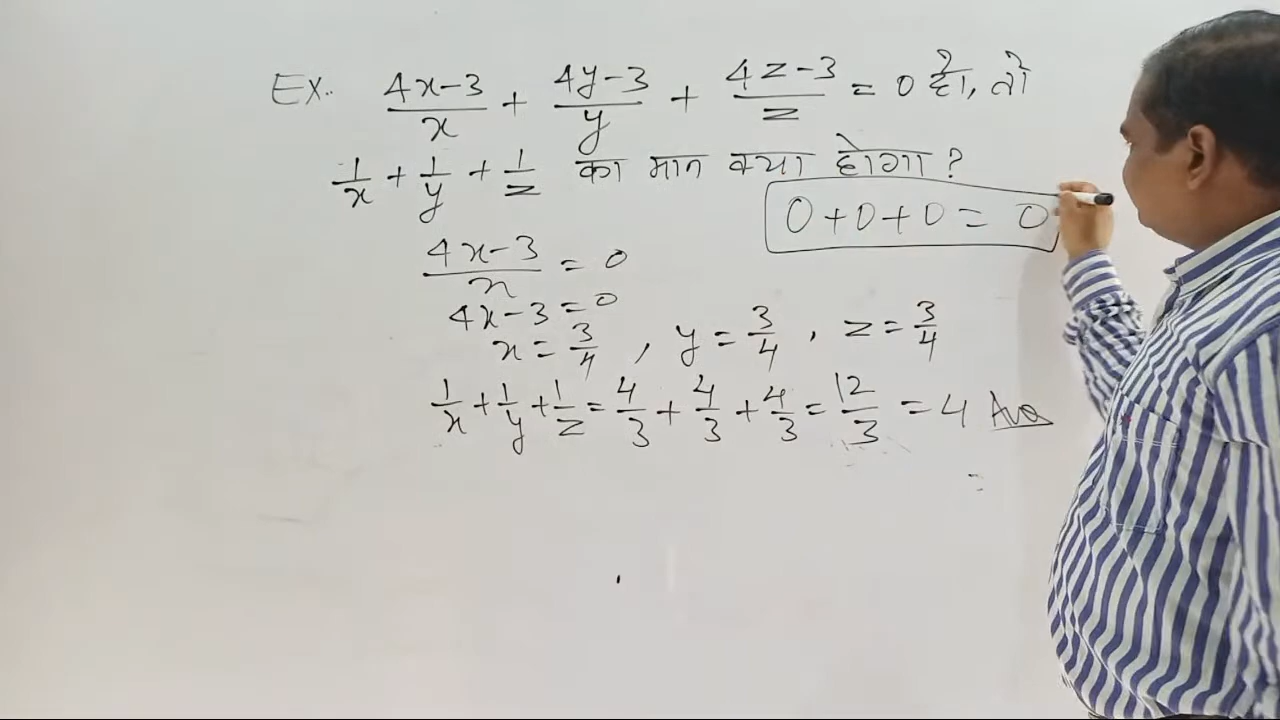 Ex. (4x-3)/x + (4y-3)/y + (4z-3)/z = 0 हो, तो
1/x + 1/y + 1/z का मान क्या होगा ?
0+0+0 = 0
(4x-3)/x = 0
4x-3 = 0
x = 3/4 , y = 3/4 , z = 3/4
1/x + 1/y + 1/z = 4/3 + 4/3 + 4/3 = 12/3 = 4 Ans